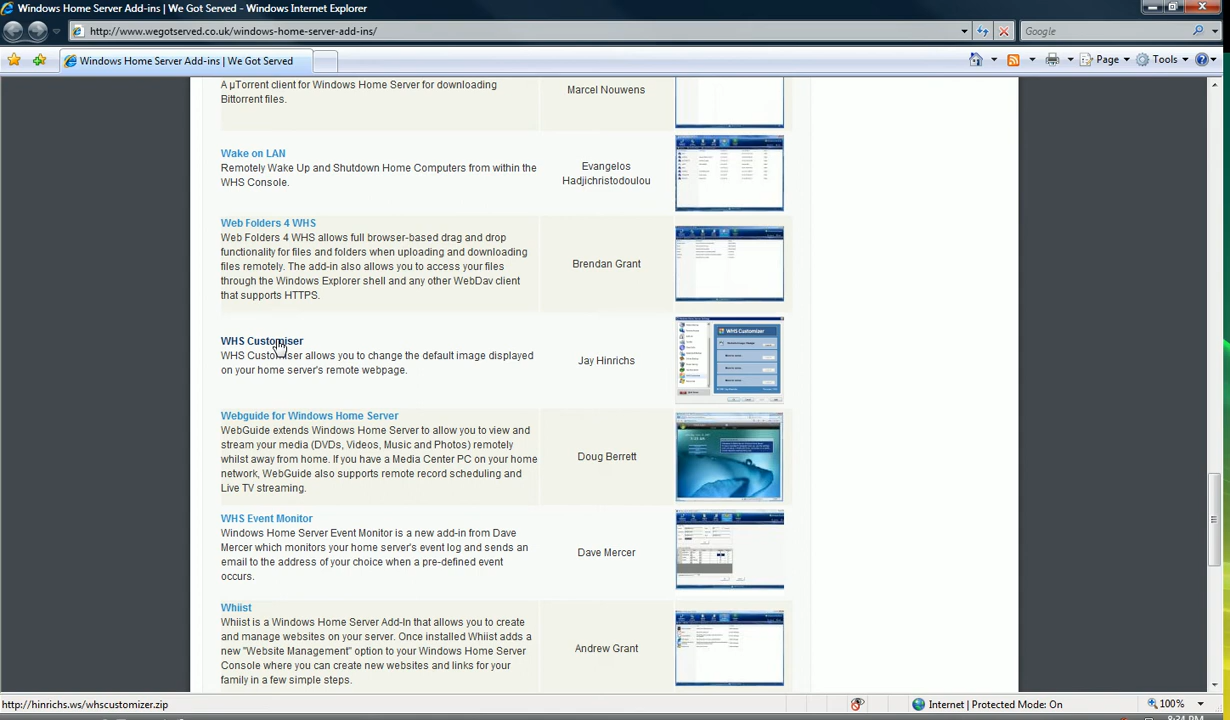 Windows Home Server Add-ins | We Got Served - Windows Internet Explorer
http://www.wegotserved.co.uk/windows-home-server-add-ins/
Google
Windows Home Server Add-ins | We Got Served
Page
Tools
A µTorrent client for Windows Home Server for downloading
Bittorrent files.
Marcel Nouwens
Wake on LAN
Remotely Wake Up and Shutdown Home Computers from within the
WHS Console.
Evangelos
Hadjichristodoulou
Web Folders 4 WHS
Web Folders 4 WHS allows full browser-based drag and drop
functionality for files and folders when uploading and downloading
files remotely. The add-in also allows you to access your files
through the Windows Explorer shell and any other WebDav client
that supports HTTPS.
Brendan Grant
WHS Customiser
WHS Customiser allows you to change the default image displayed
on your home server's remote webpage.
Jay Hinrichs
WHS Customizer
Webguide for Windows Home Server
WebGuide extends Windows Home Server to allow you to view and
stream your media (DVDs, Videos, Music and Photos) remotely
whilst away from home. If you have a Media Center PC on your home
network, WebGuide also supports remote record scheduling and
Live TV streaming.
Doug Berrett
WHS Event Monitor
Windows Home Server Event Monitor is a new add-in from Dave
Mercer which monitors your home server's event log and sends an
email to the address of your choice when a pre-defined event
occurs.
Dave Mercer
Whiist
Whiist is a Windows Home Server Add-In that allows you to create
and manage websites on your server. Once installed Whiist adds a
new "Website Management" option to your Windows Home Server
Console where you can create new websites and links for your
family in a few simple steps.
Andrew Grant
http://hinrichs.ws/whscustomizer.zip
Internet | Protected Mode: On
100%
8:34 PM